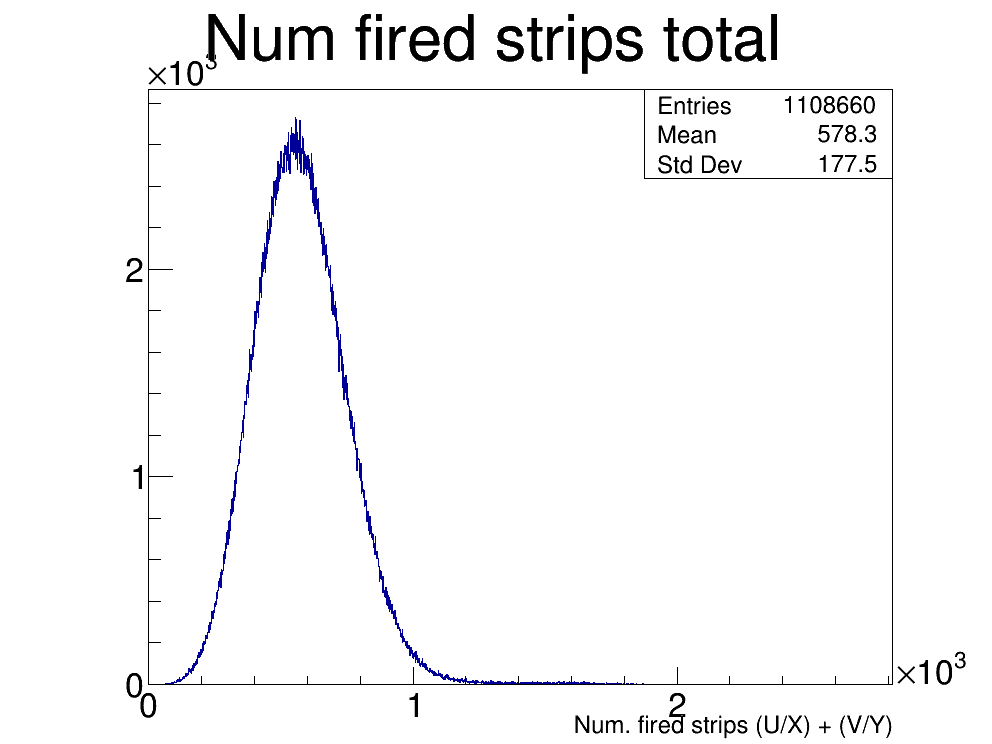 Num fired strips total
×10³
Entries 1108660
Mean 578.3
Std Dev 177.5
2
1
0
0 1 2
×10³
Num. fired strips (U/X) + (V/Y)